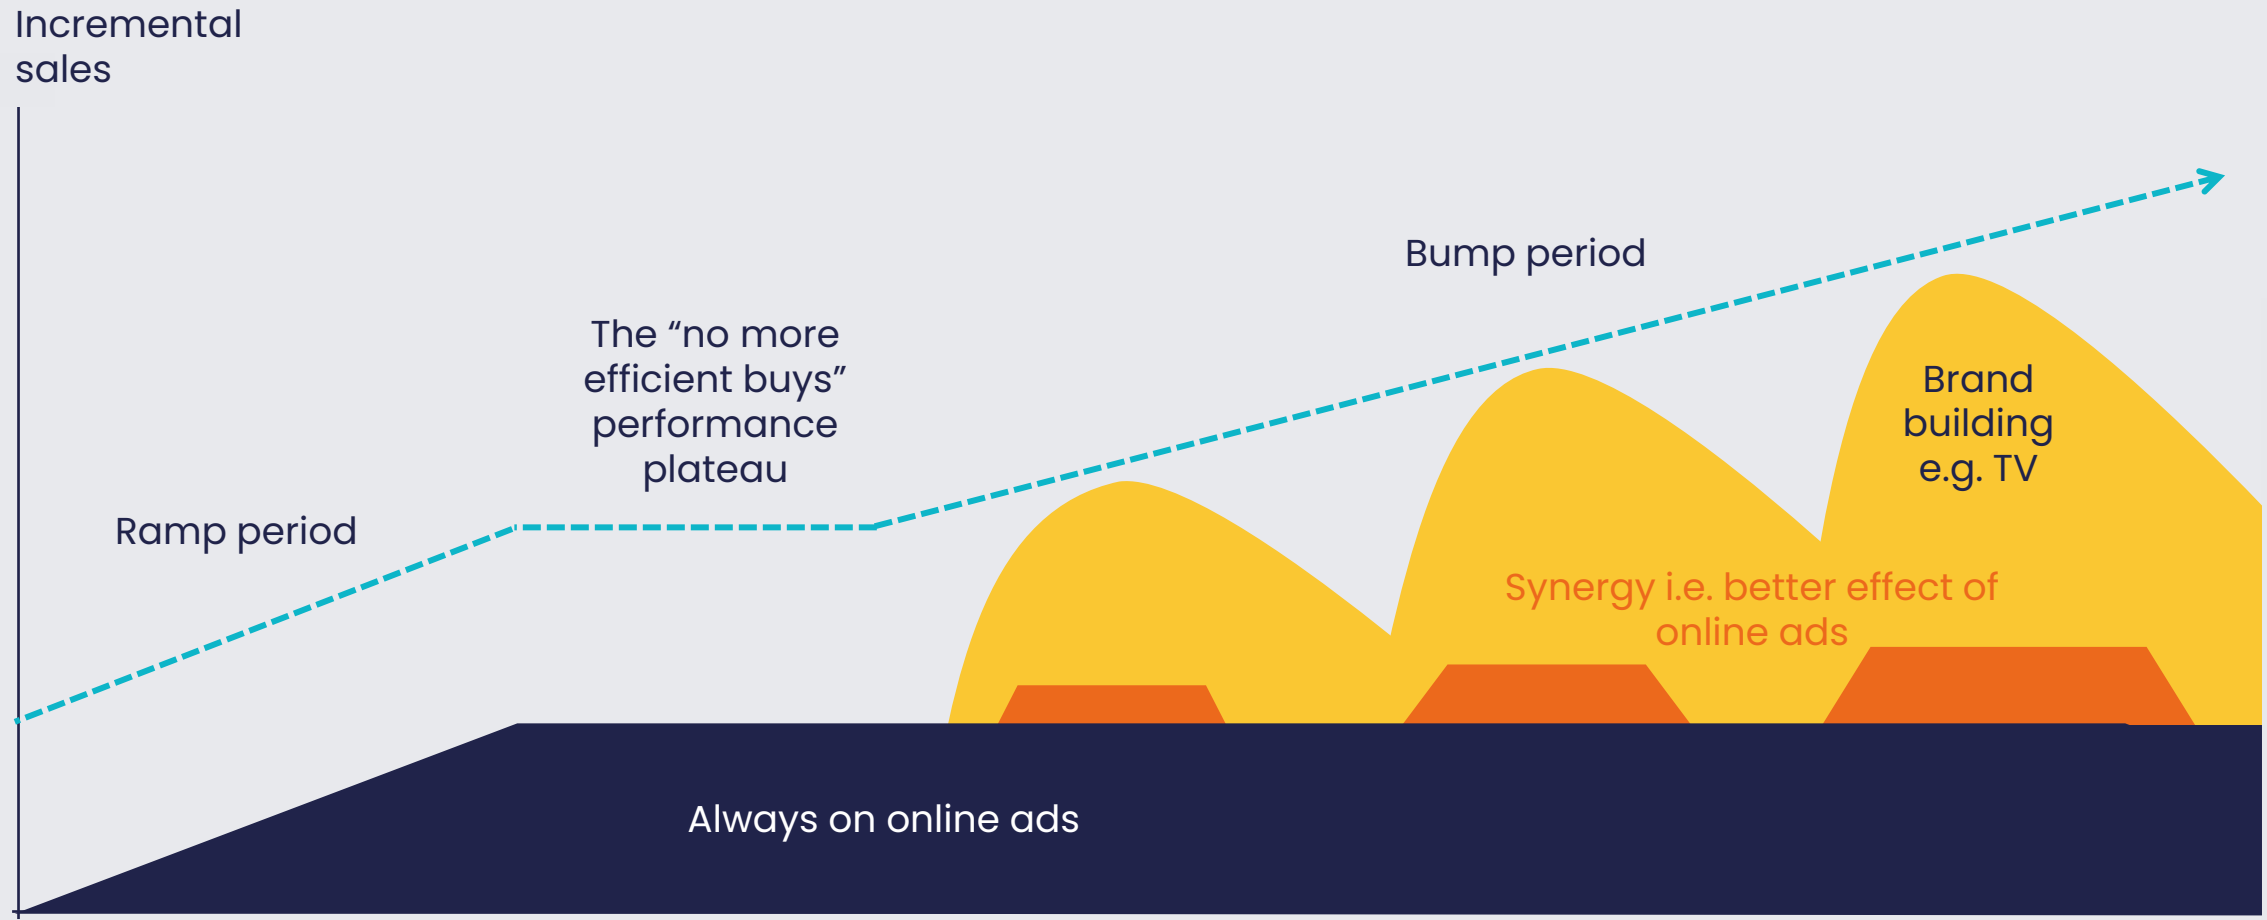 Incremental
sales
Bump period
The “no more
efficient buys”
performance
plateau
Ramp period
Brand
building
e.g. TV
Synergy i.e. better effect of
online ads
Always on online ads